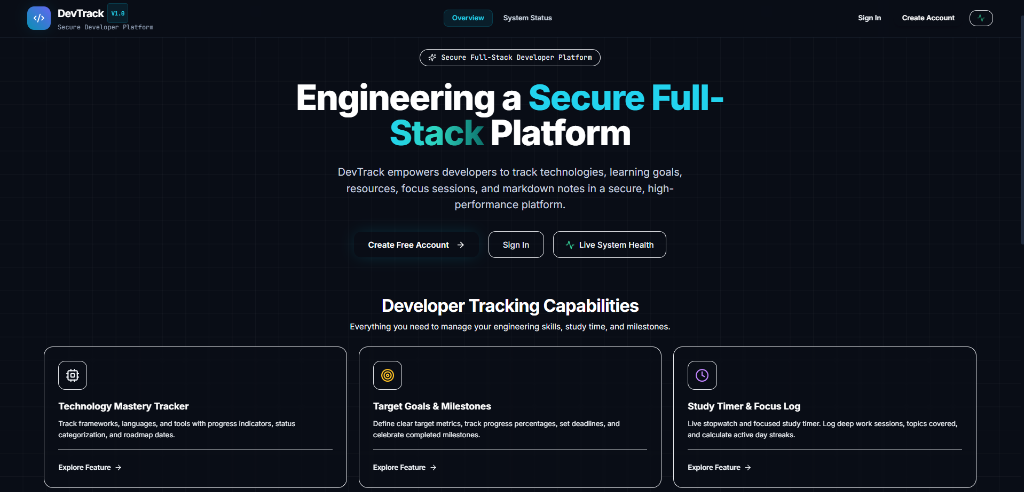 DevTrack V1.0
Secure Developer Platform
Overview
System Status
Sign In
Create Account
Secure Full-Stack Developer Platform
Engineering a Secure Full-
Stack Platform
DevTrack empowers developers to track technologies, learning goals,
resources, focus sessions, and markdown notes in a secure, high-
performance platform.
Create Free Account →
Sign In
Live System Health
Developer Tracking Capabilities
Everything you need to manage your engineering skills, study time, and milestones.
Technology Mastery Tracker
Track frameworks, languages, and tools with progress indicators, status
categorization, and roadmap dates.
Explore Feature →
Target Goals & Milestones
Define clear target metrics, track progress percentages, set deadlines, and
celebrate completed milestones.
Explore Feature →
Study Timer & Focus Log
Live stopwatch and focused study timer. Log deep work sessions, topics covered,
and calculate active day streaks.
Explore Feature →